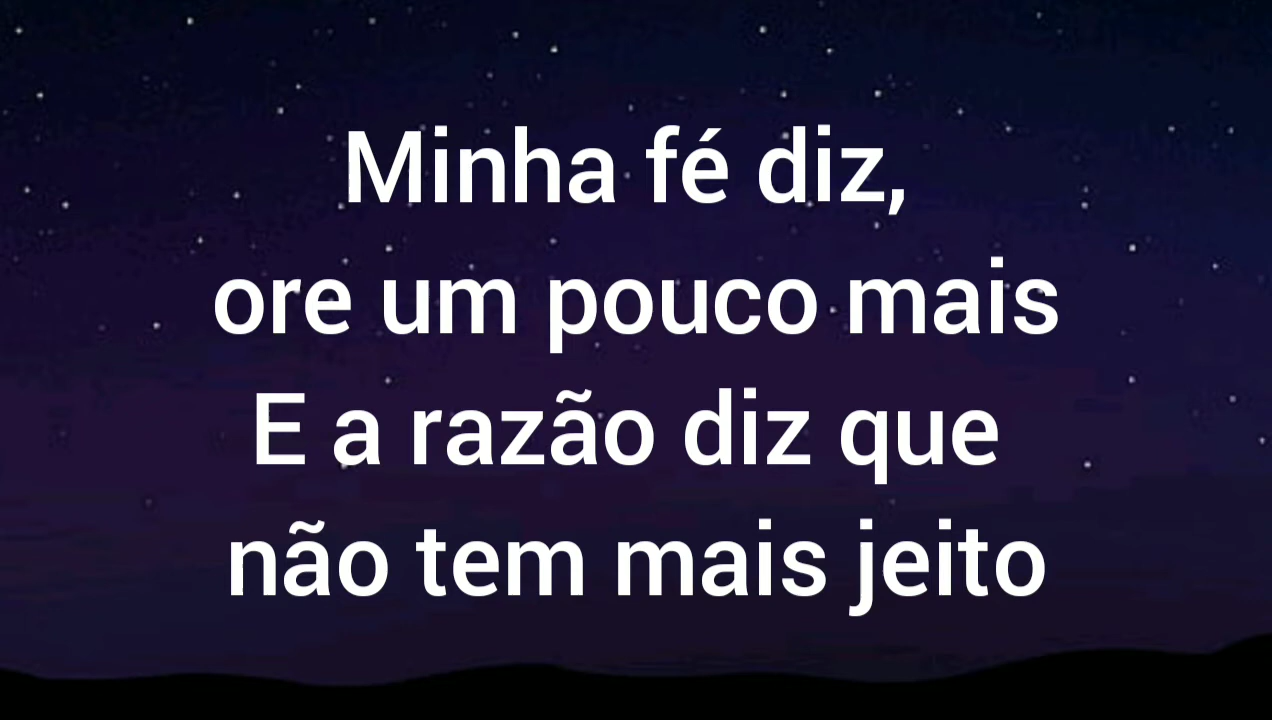 Minha fé diz,
ore um pouco mais
E a razão diz que
não tem mais jeito